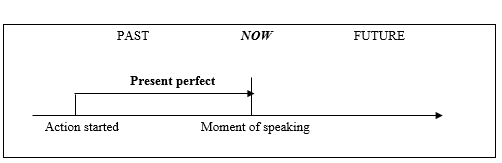 PAST NOW FUTURE
Present perfect
Action started Moment of speaking